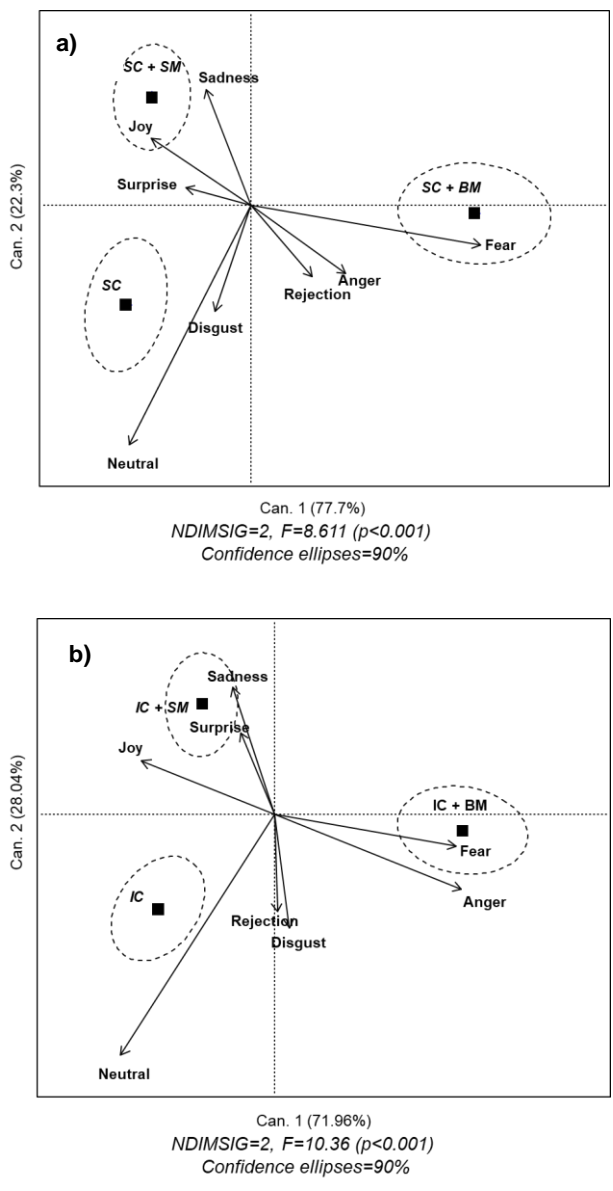 a)
SC + SM
Sadness
Joy
Surprise
SC + BM
Fear
Anger
Rejection
SC
Disgust
Neutral
Can. 2 (22.3%)
Can. 1 (77.7%)
NDIMSIG=2, F=8.611 (p<0.001)
Confidence ellipses=90%
b)
Sadness
IC + SM
Surprise
Joy
IC + BM
Fear
Anger
IC
Rejection
Disgust
Neutral
Can. 2 (28.04%)
Can. 1 (71.96%)
NDIMSIG=2, F=10.36 (p<0.001)
Confidence ellipses=90%